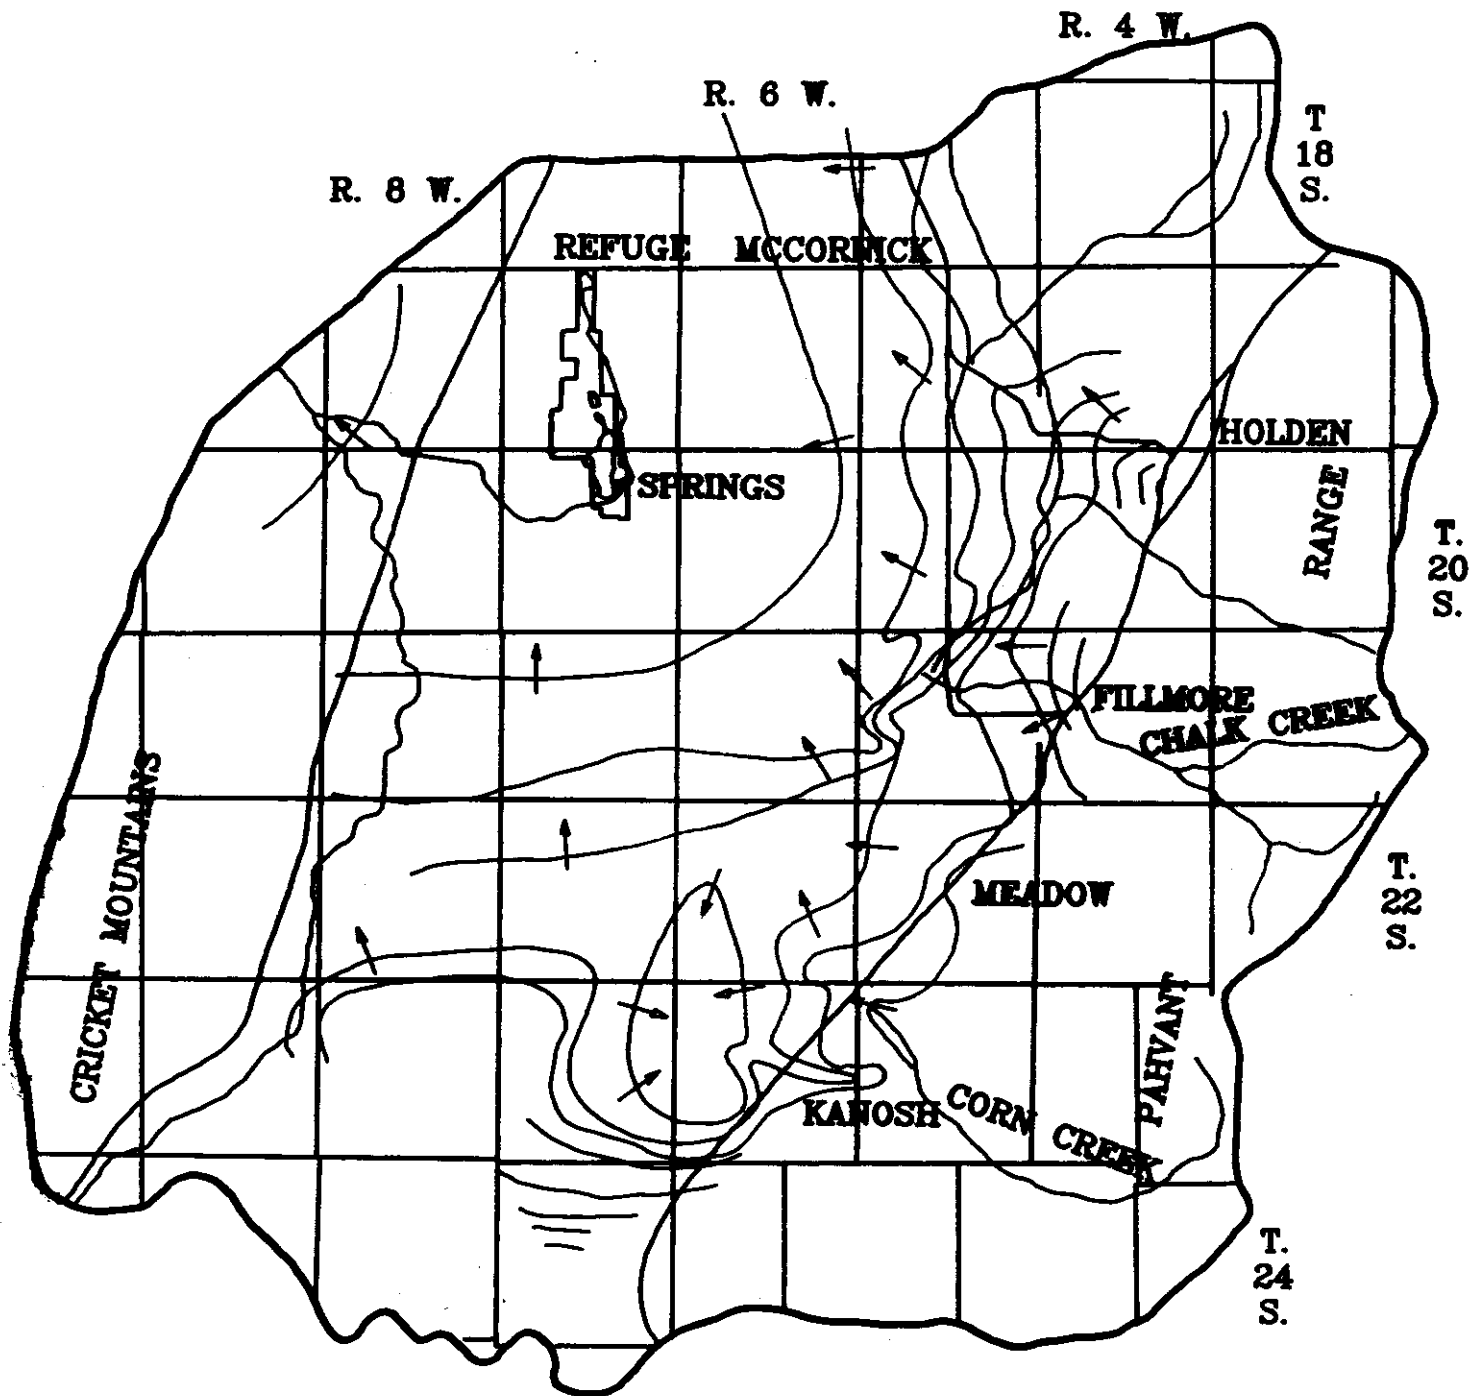 R. 4 W.
R. 6 W.
T
18
S.
R. 8 W.
REFUGE MCCORNICK
HOLDEN
SPRINGS
RANGE
T.
20
S.
FILLMORE
CHALK CREEK
CRICKET MOUNTAINS
T.
22
S.
MEADOW
PAHVANT
KANOSH
CORN CREEK
T.
24
S.